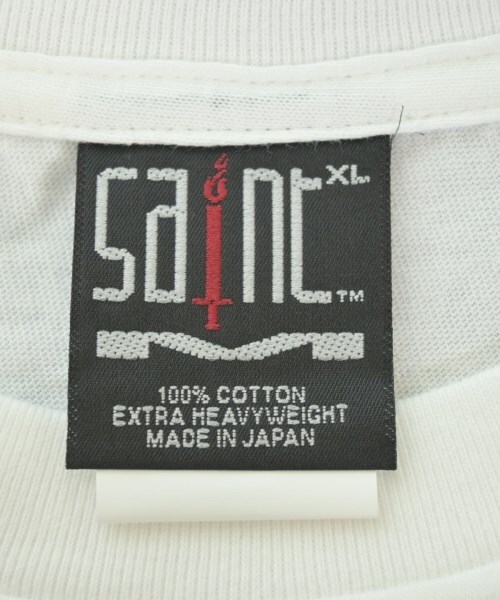 saint XL
TM
100% COTTON
EXTRA HEAVYWEIGHT
MADE IN JAPAN